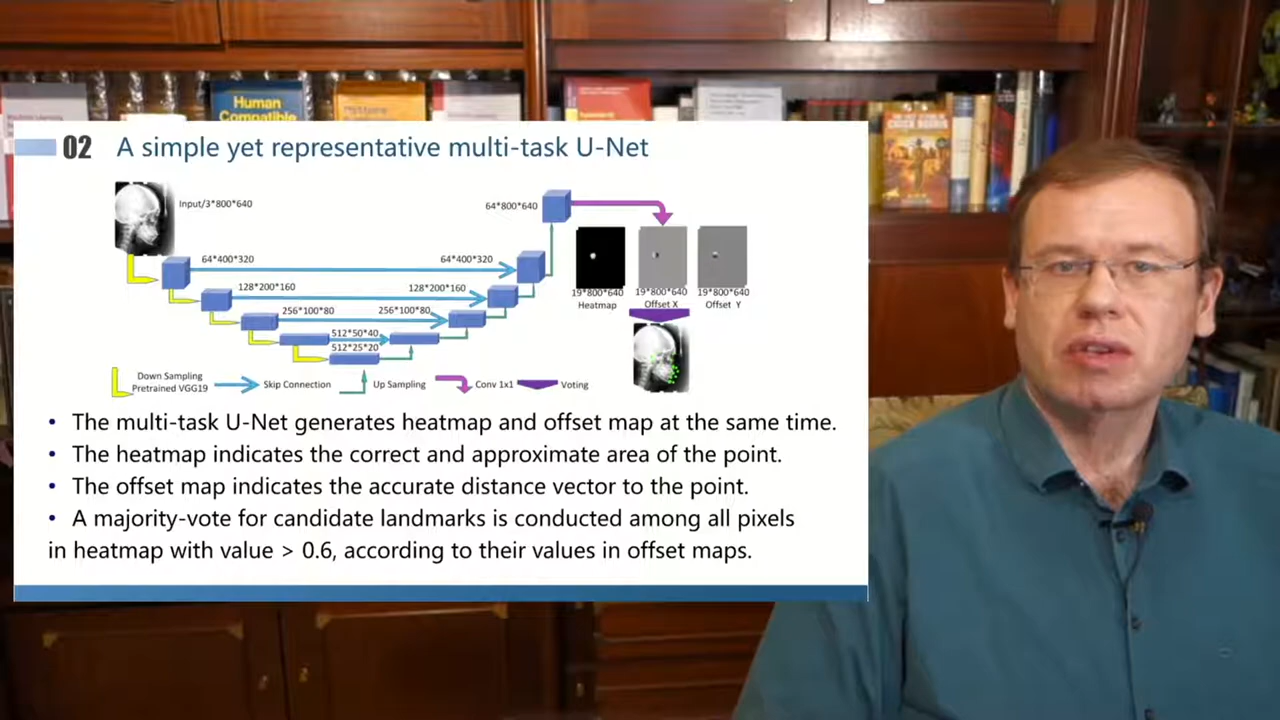 Human
Compatible
02 A simple yet representative multi-task U-Net
Input/3*800*640
64*800*640
64*400*320
64*400*320
128*200*160
128*200*160
256*100*80
256*100*80
512*50*40
512*25*20
19*800*640
Heatmap
19*800*640
Offset X
19*800*640
Offset Y
Down Sampling
Pretrained VGG19
Skip Connection
Up Sampling
Conv 1x1
Voting
• The multi-task U-Net generates heatmap and offset map at the same time.
• The heatmap indicates the correct and approximate area of the point.
• The offset map indicates the accurate distance vector to the point.
• A majority-vote for candidate landmarks is conducted among all pixels
in heatmap with value > 0.6, according to their values in offset maps.